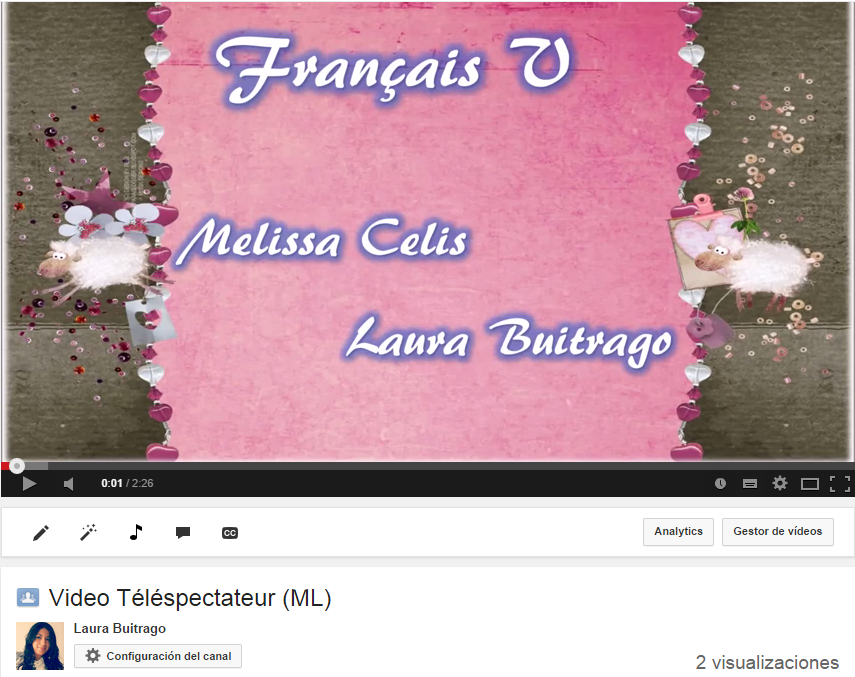 Français V
Melissa Celis
Laura Buitrago
0:01 / 2:26
CC
Analytics
Gestor de vídeos
Video Téléspectateur (ML)
Laura Buitrago
Configuración del canal
2 visualizaciones